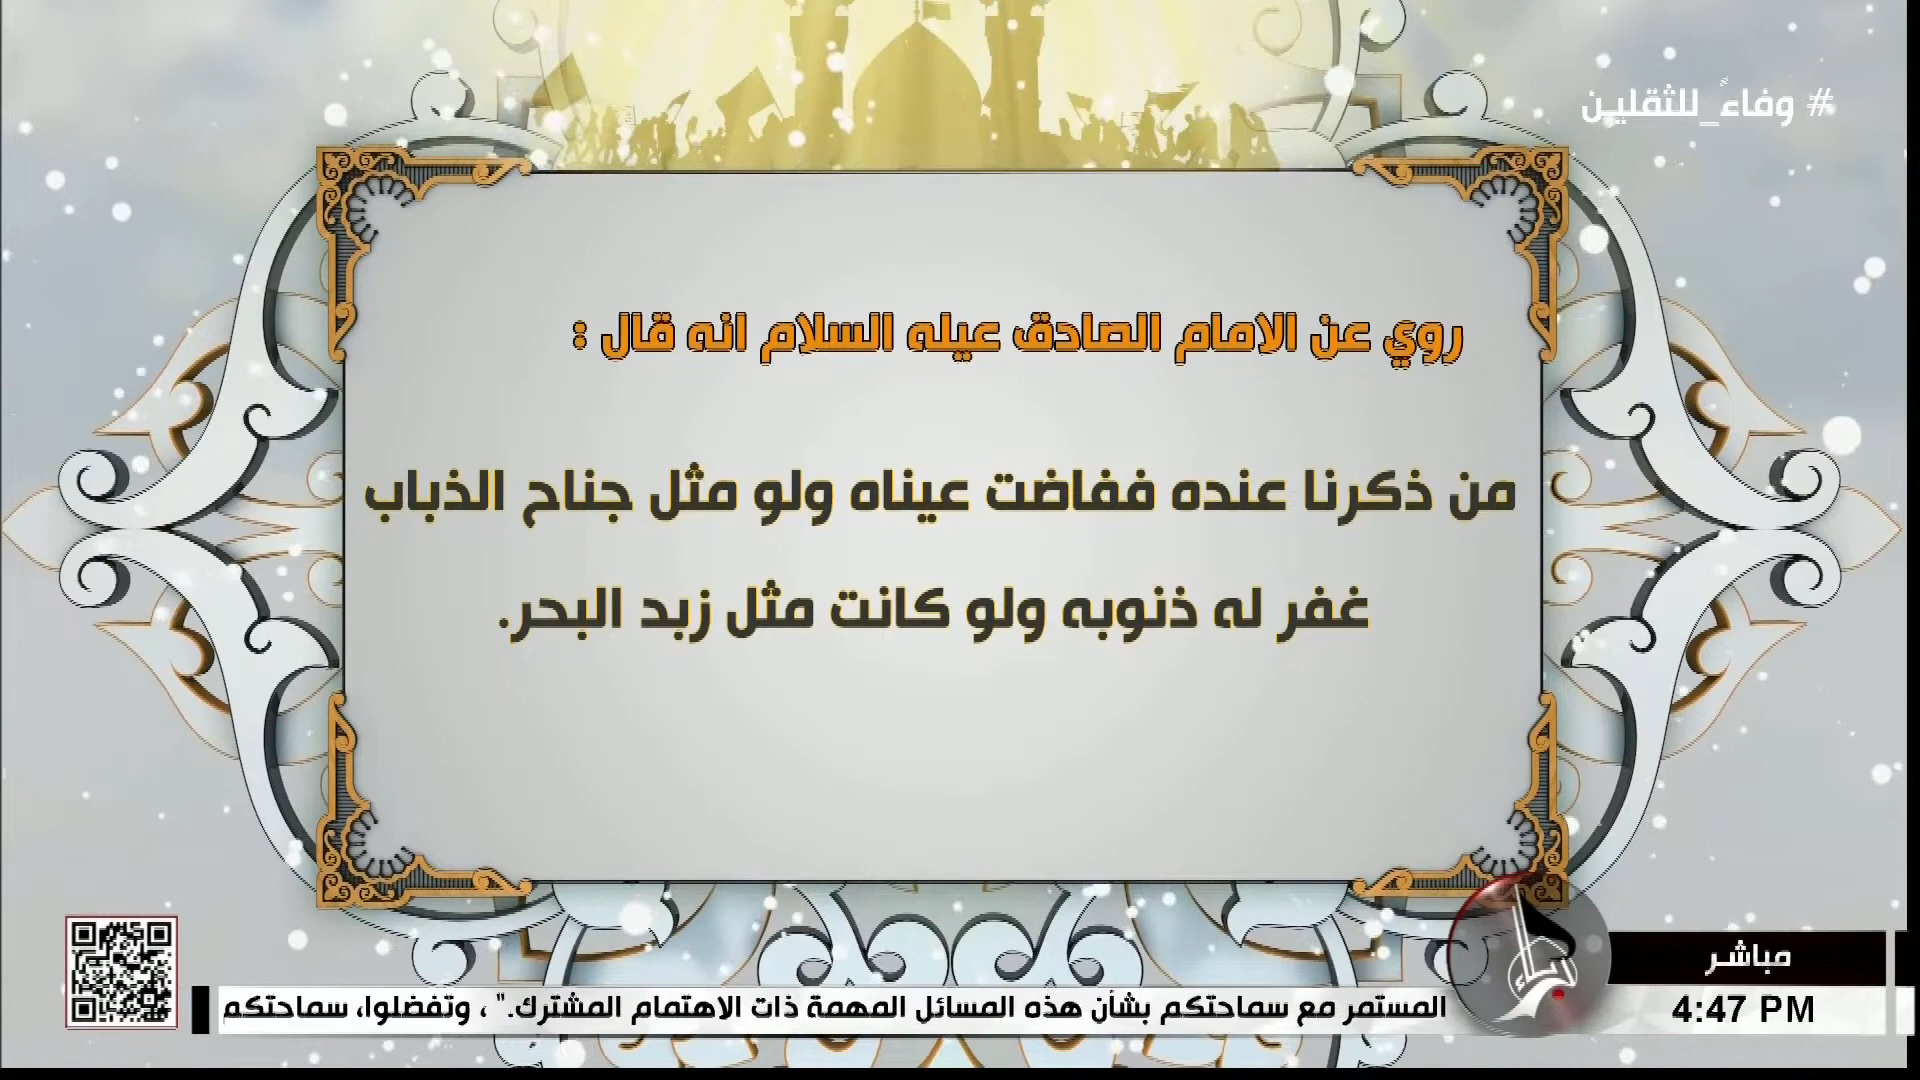 # وفاءً_للثقلين
روي عن الامام الصادق عيله السلام انه قال :
من ذكرنا عنده ففاضت عيناه ولو مثل جناح الذباب
غفر له ذنوبه ولو كانت مثل زبد البحر.
مباشر
المستمر مع سماحتكم بشأن هذه المسائل المهمة ذات الاهتمام المشترك." ، وتفضلوا، سماحتكم
4:47 PM